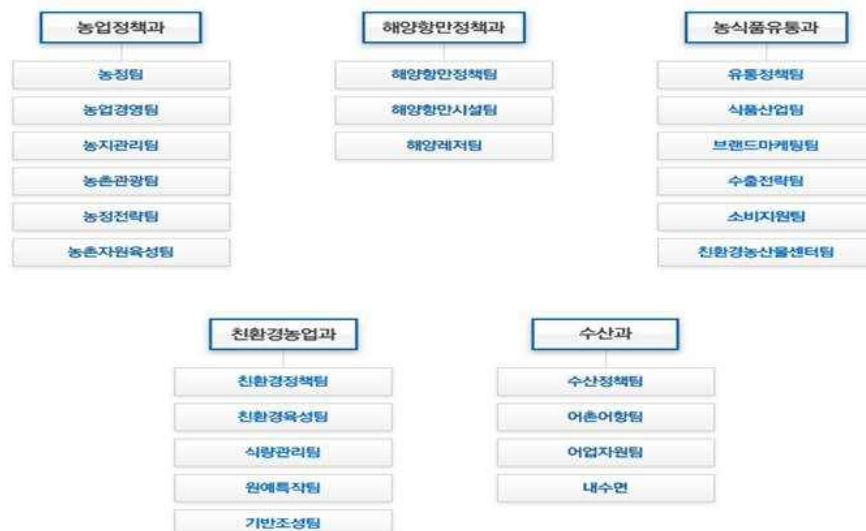 농업정책과
농정팀
농업경영팀
농지관리팀
농촌관광팀
농정전략팀
농촌자원육성팀
해양항만정책과
해양항만정책팀
해양항만시설팀
해양레저팀
농식품유통과
유통정책팀
식품산업팀
브랜드마케팅팀
수출전략팀
소비지원팀
친환경농산물센터팀
친환경농업과
친환경정책팀
친환경육성팀
식량관리팀
원예특작팀
기반조성팀
수산과
수산정책팀
어촌어항팀
어업자원팀
내수면